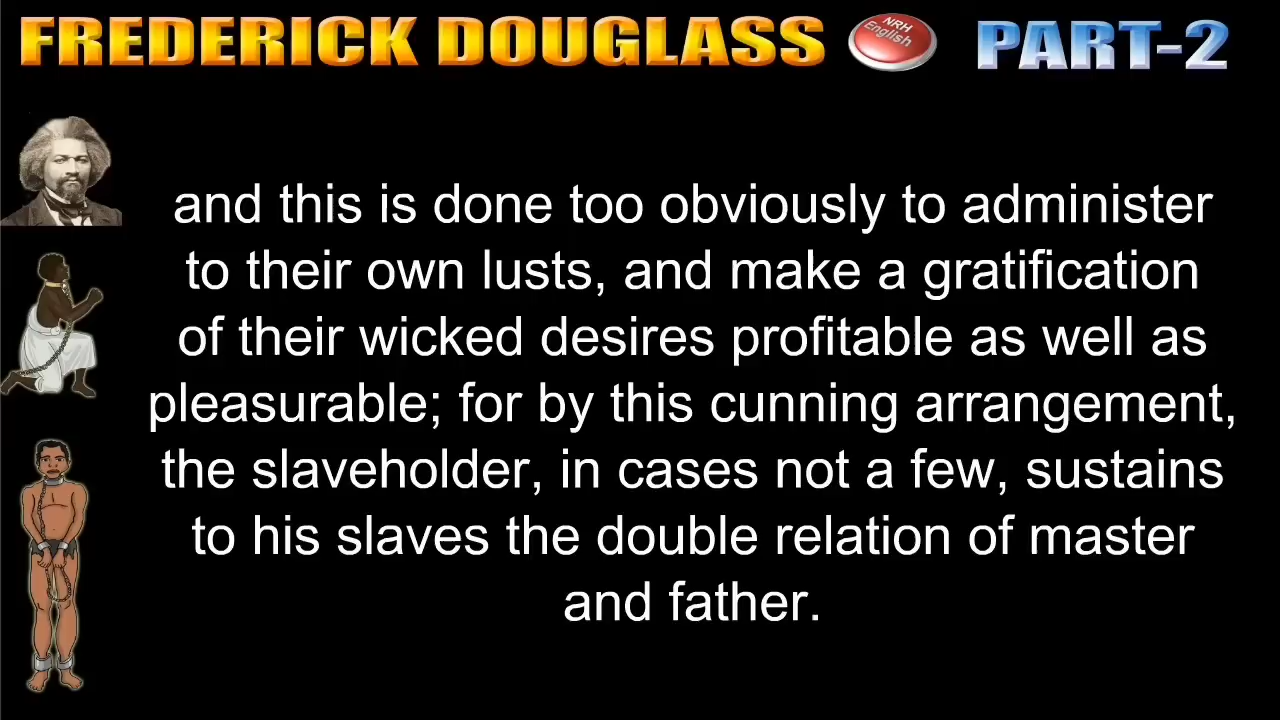 FREDERICK DOUGLASS NRH English PART-2
and this is done too obviously to administer
to their own lusts, and make a gratification
of their wicked desires profitable as well as
pleasurable; for by this cunning arrangement,
the slaveholder, in cases not a few, sustains
to his slaves the double relation of master
and father.